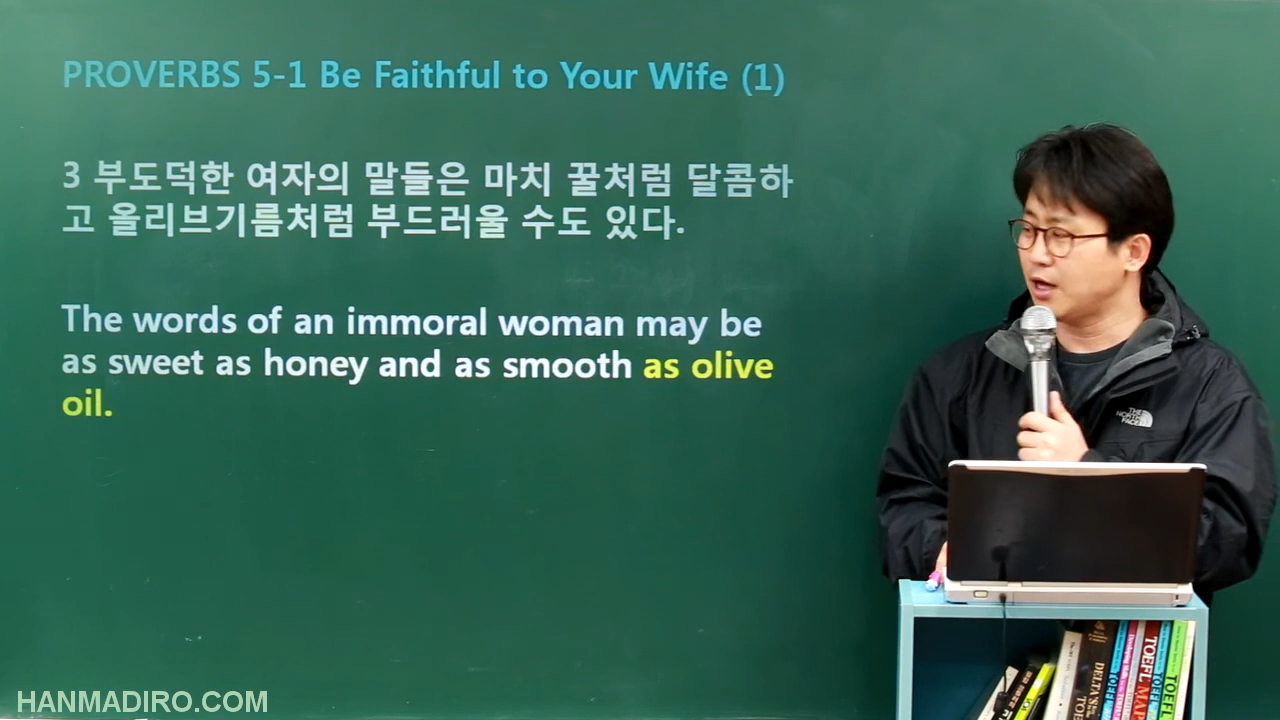 PROVERBS 5-1 Be Faithful to Your Wife (1)
3 부도덕한 여자의 말들은 마치 꿀처럼 달콤하
고 올리브기름처럼 부드러울 수도 있다.
The words of an immoral woman may be
as sweet as honey and as smooth as olive
oil.
THE
NORTH
FACE
DELTA'S
TOEFL MAP
TOEFL
HANMADIRO.COM